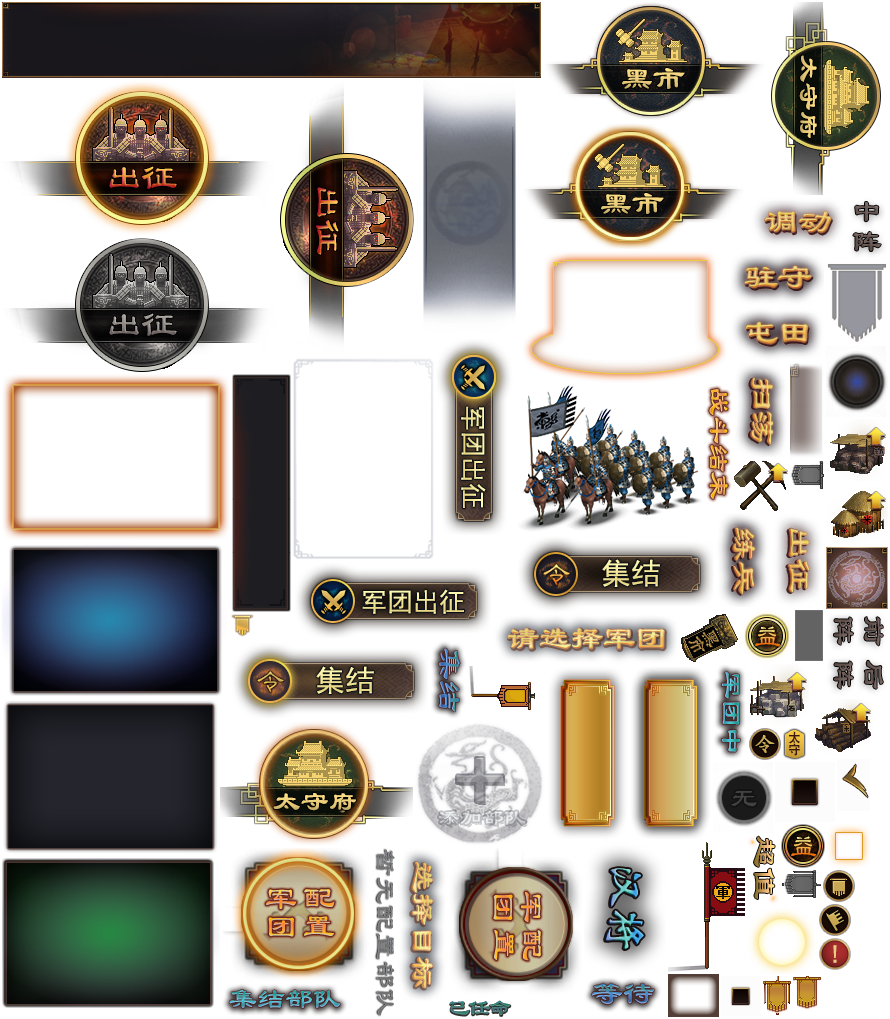 黑市
太守府
出征
出征
黑市
调动
中阵
驻守
出征
屯田
军团出征
战斗结束
扫荡
集结
练兵
出征
军团出征
请选择军团
黑市
益
前阵
后阵
令
集结
令
集结
军团中
令
太守
太守府
添加部队
无
超值
益
军
配置
军团
暂无配置部队
选择目标
配置
军团
汉将
集结部队
已任命
等待